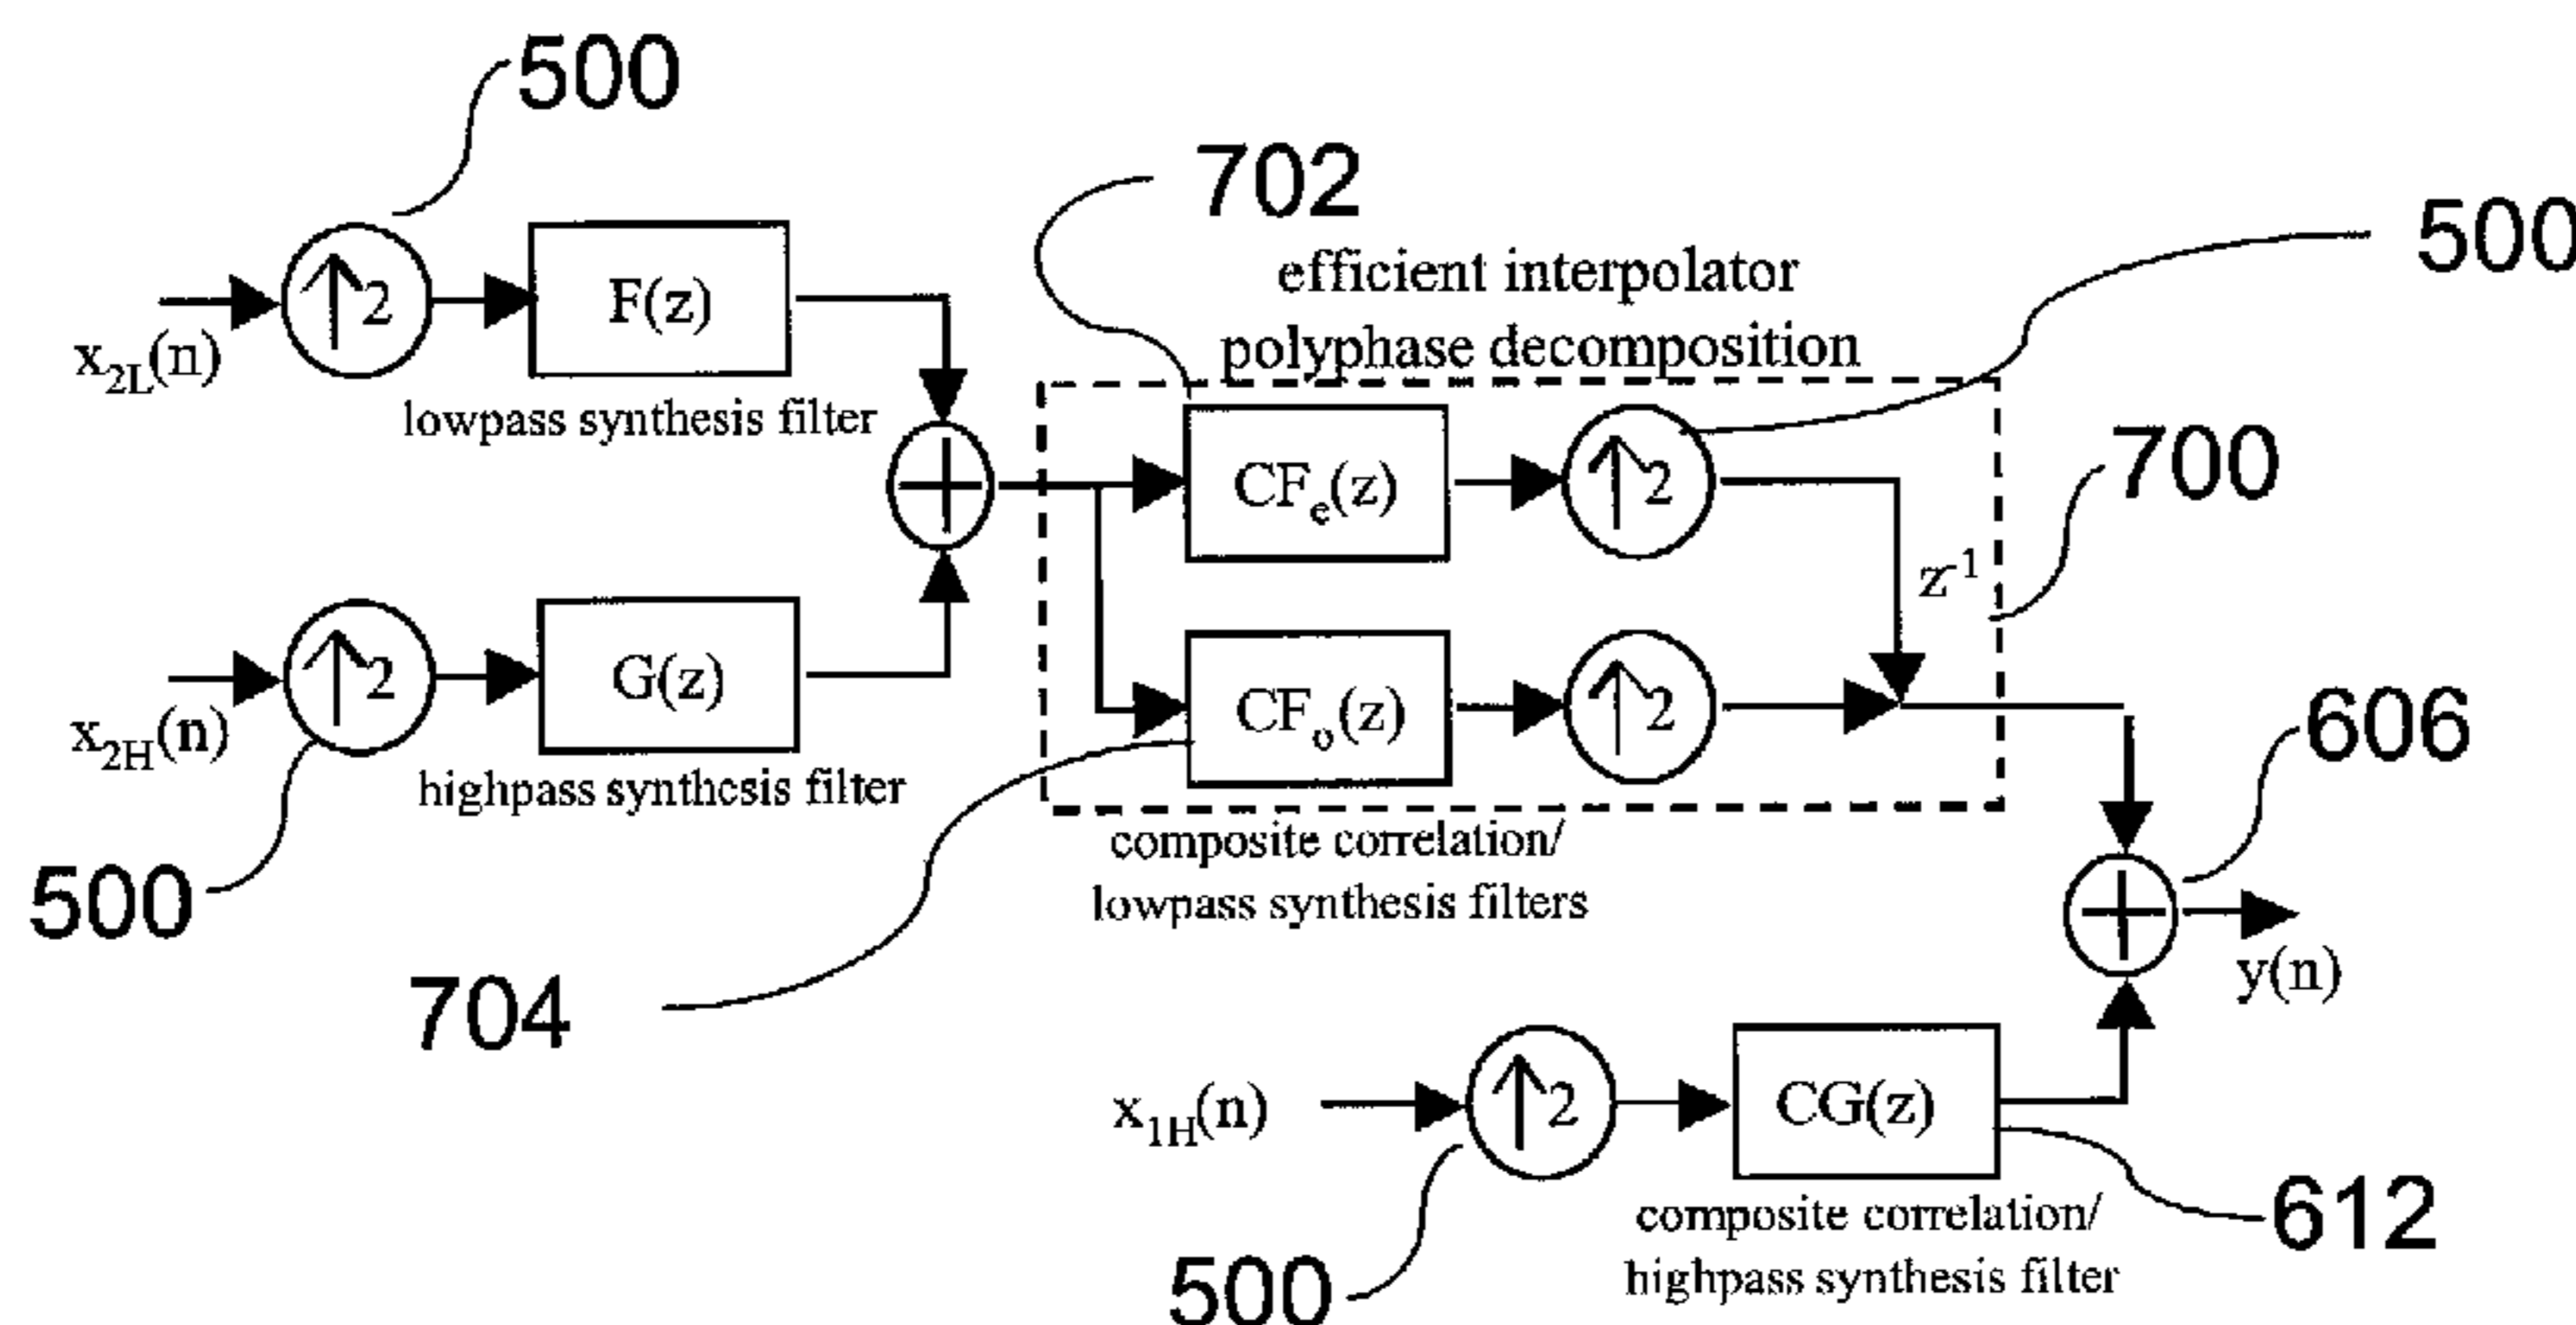 500
702
500
efficient interpolator
polyphase decomposition
↑2
F(z)
x2L(n)
lowpass synthesis filter
CFe(z)
↑2
700
z-1
↑2
G(z)
x2H(n)
highpass synthesis filter
CFo(z)
↑2
606
500
composite correlation/
lowpass synthesis filters
704
y(n)
x1H(n)
↑2
CG(z)
612
500
composite correlation/
highpass synthesis filter